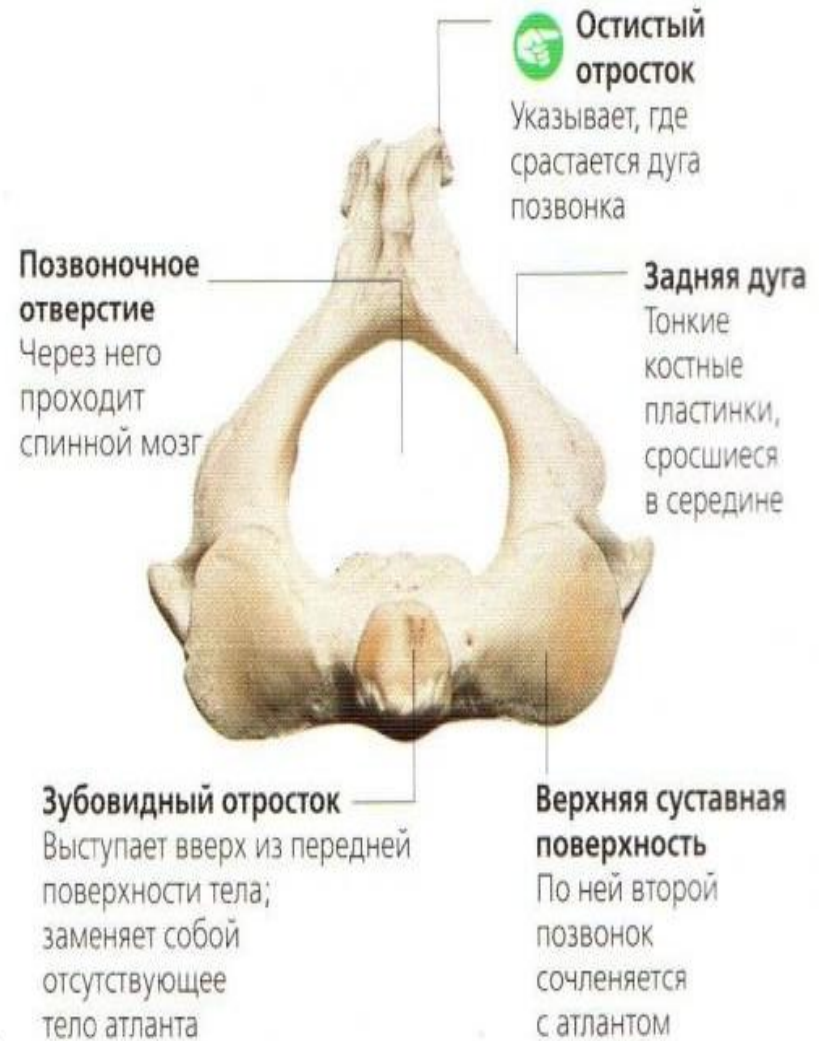 Остистый
отросток
Указывает, где
срастается дуга
позвонка
Позвоночное
отверстие
Через него
проходит
спинной мозг
Задняя дуга
Тонкие
костные
пластинки,
сросшиеся
в середине
Зубовидный отросток
Выступает вверх из передней
поверхности тела;
заменяет собой
отсутствующее
тело атланта
Верхняя суставная
поверхность
По ней второй
позвонок
сочленяется
с атлантом